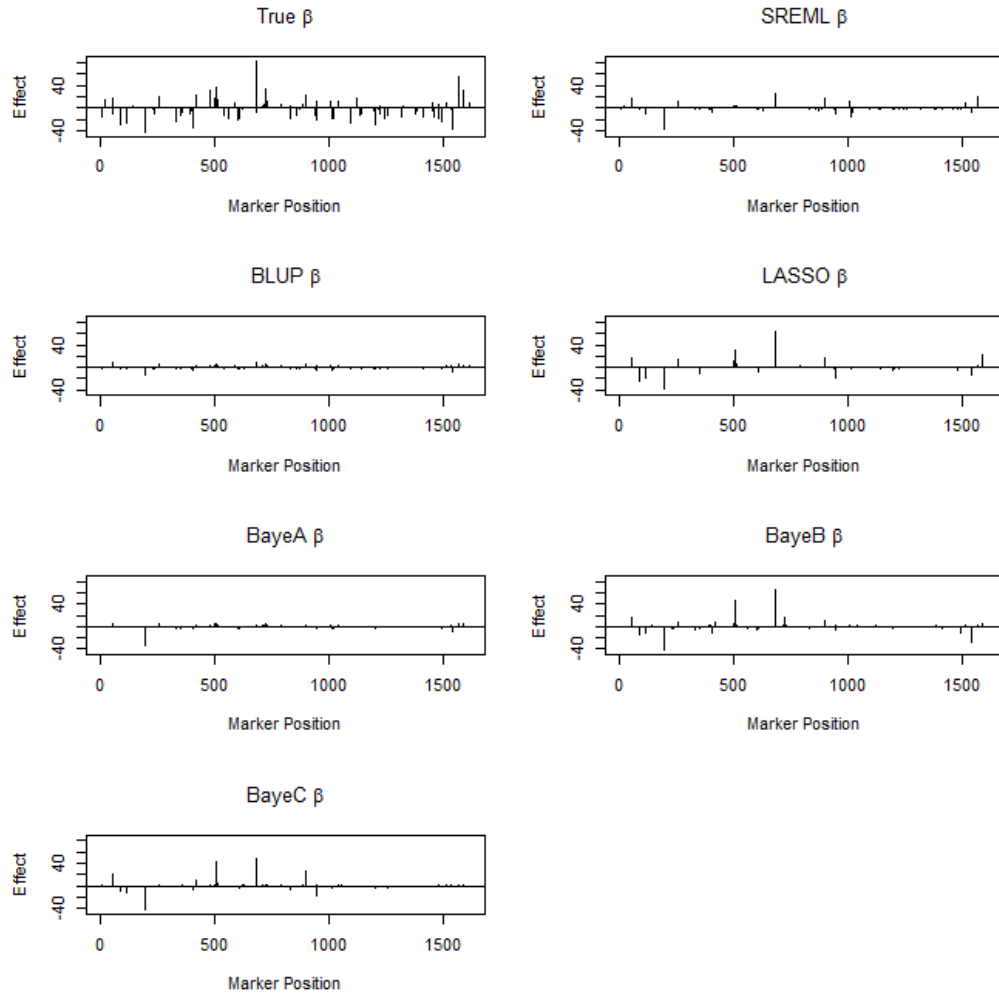 True β
Effect
40
-40
0 500 1000 1500
Marker Position
SREML β
Effect
40
-40
0 500 1000 1500
Marker Position
BLUP β
Effect
40
-40
0 500 1000 1500
Marker Position
LASSO β
Effect
40
-40
0 500 1000 1500
Marker Position
BayeA β
Effect
40
-40
0 500 1000 1500
Marker Position
BayeB β
Effect
40
-40
0 500 1000 1500
Marker Position
BayeC β
Effect
40
-40
0 500 1000 1500
Marker Position